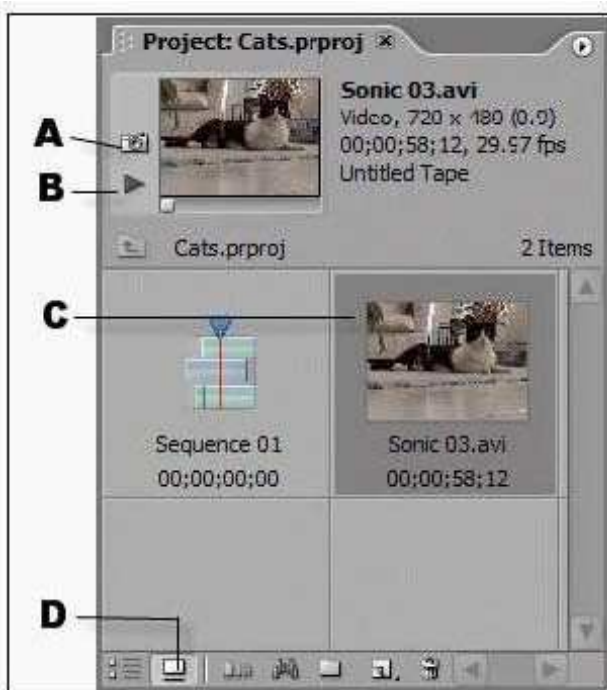 Project: Cats.prproj
Sonic 03.avi
Video, 720 x 480 (0.9)
00;00;58;12, 29.97 fps
Untitled Tape
A
B
Cats.prproj
2 Items
C
Sequence 01
00;00;00;00
Sonic 03.avi
00;00;58;12
D